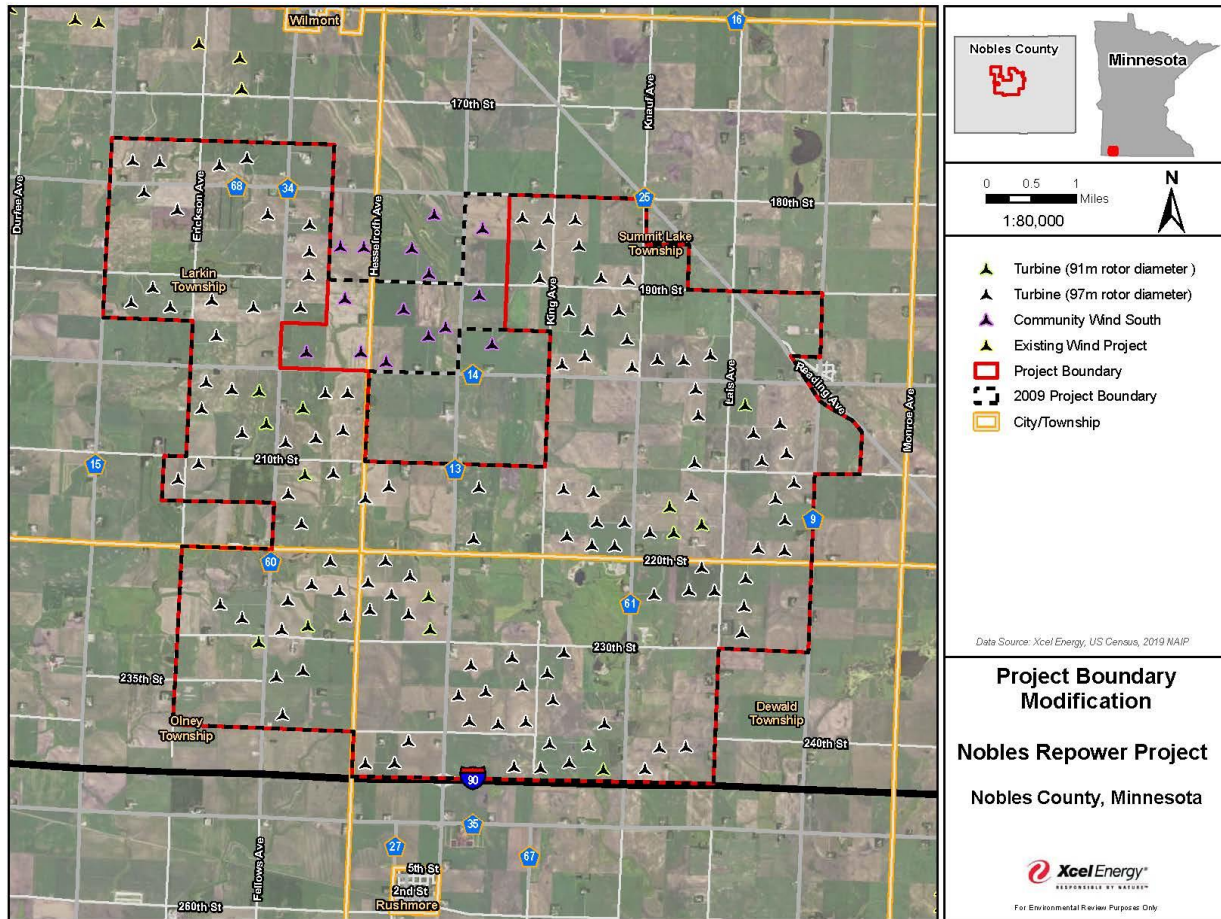 Wilmont
16
170th St
Knauf Ave
Durfee Ave
Erickson Ave
68
34
Hesselroth Ave
25
180th St
Summit Lake
Township
Larkin
Township
King Ave
190th St
14
Lais Ave
Reading Ave
Monroe Ave
15
210th St
13
9
60
220th St
61
230th St
235th St
Olney
Township
Dewald
Township
240th St
90
35
27
67
5th St
2nd St
Rushmore
Fellows Ave
260th St
Nobles County
Minnesota
0 0.5 1
Miles
1:80,000
N
Turbine (91m rotor diameter )
Turbine (97m rotor diameter)
Community Wind South
Existing Wind Project
Project Boundary
2009 Project Boundary
City/Township
Data Source: Xcel Energy, US Census, 2019 NAIP
Project Boundary
Modification
Nobles Repower Project
Nobles County, Minnesota
Xcel Energy®
RESPONSIBLE BY NATURE™
For Environmental Review Purposes Only